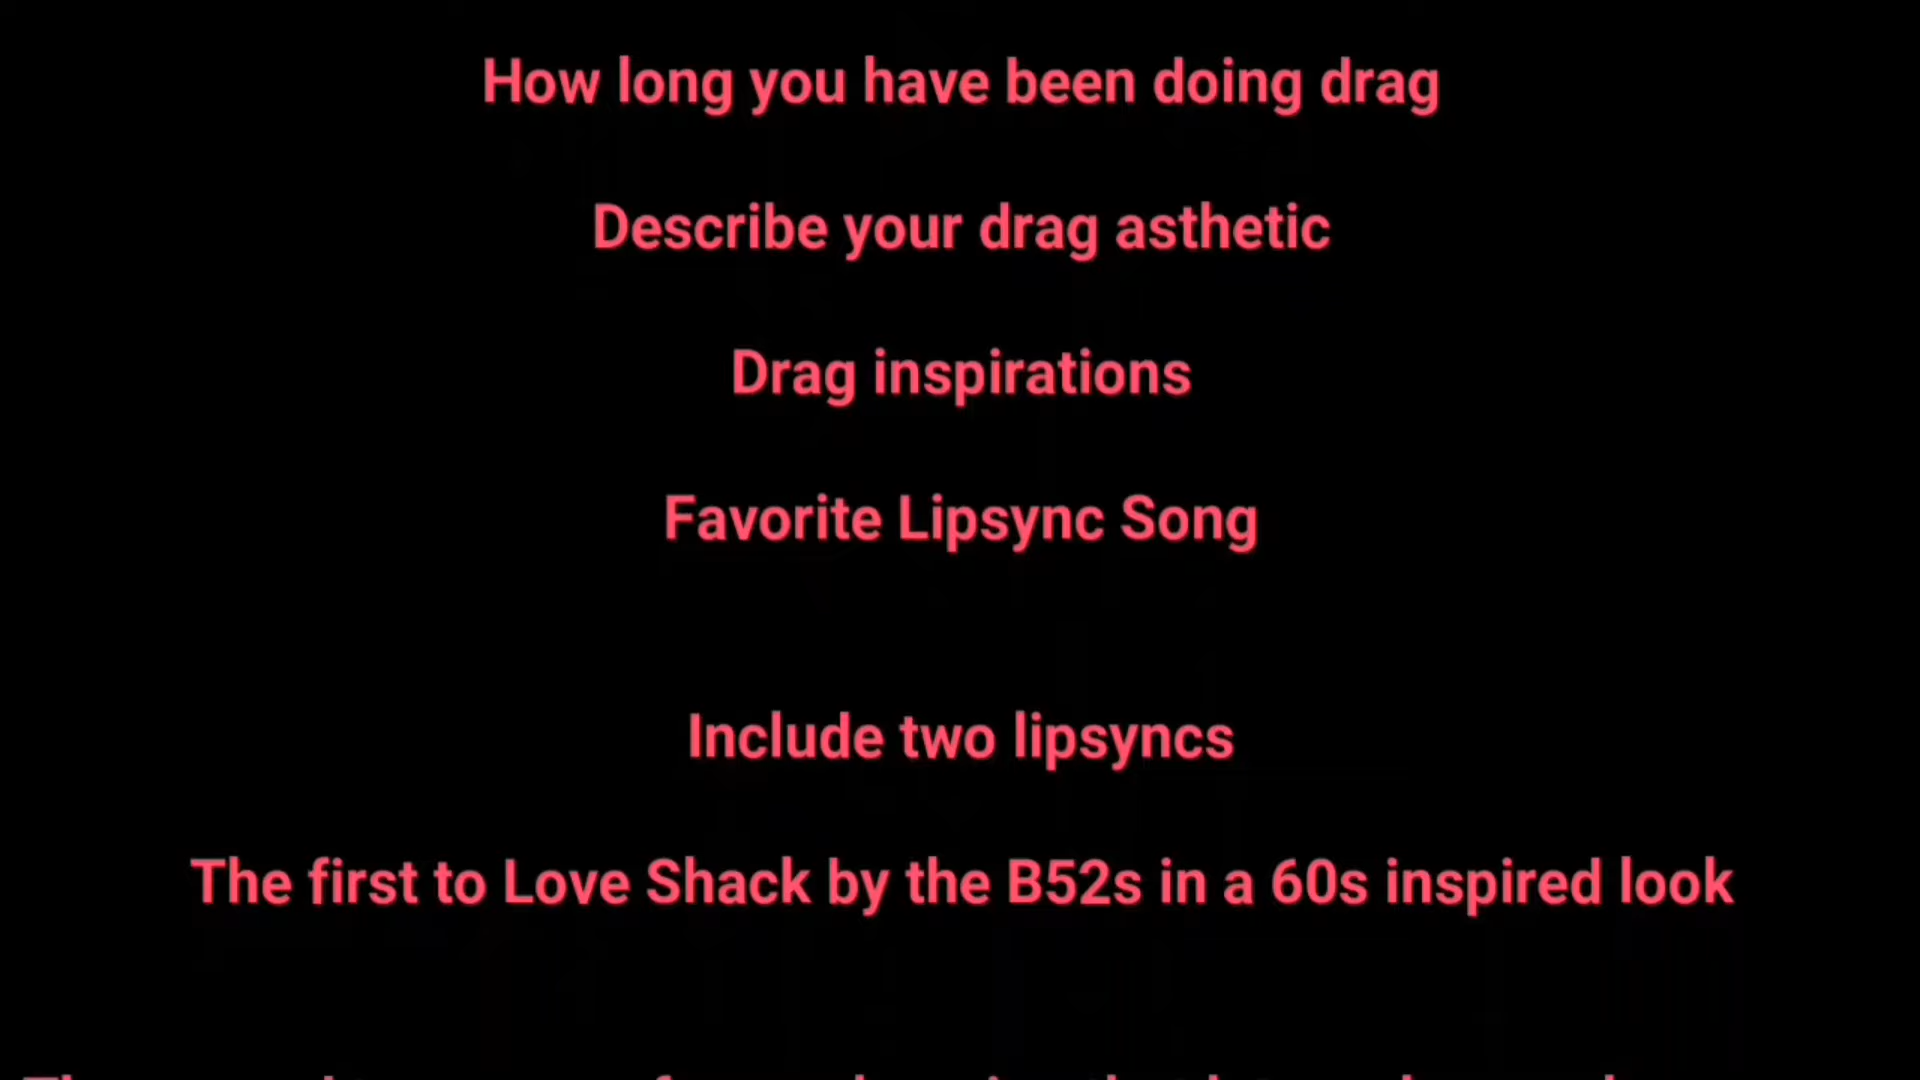 How long you have been doing drag
Describe your drag asthetic
Drag inspirations
Favorite Lipsync Song
Include two lipsyncs
The first to Love Shack by the B52s in a 60s inspired look